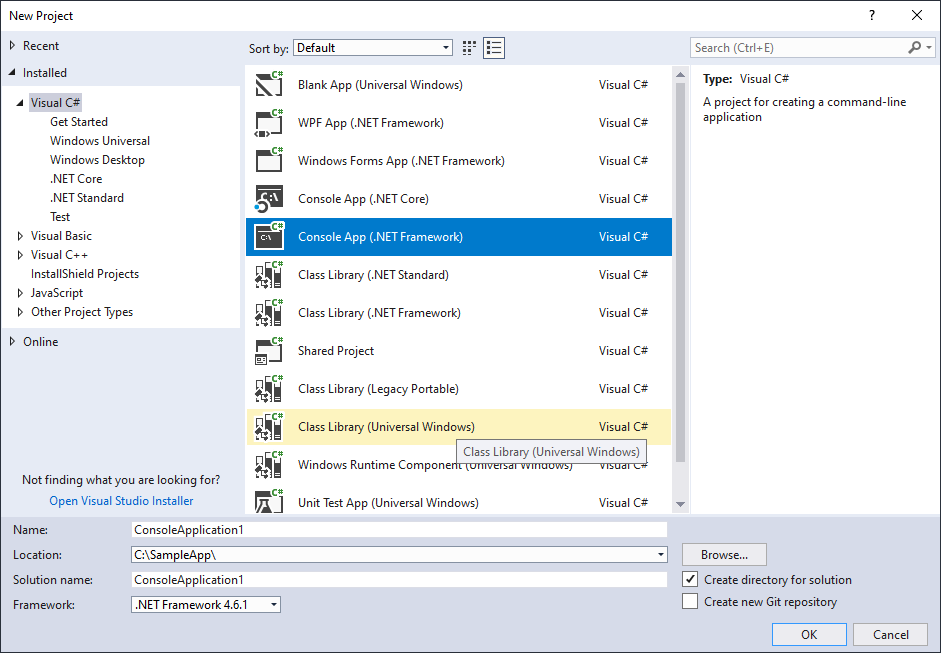 New Project
?
Recent
Installed
Visual C#
Get Started
Windows Universal
Windows Desktop
.NET Core
.NET Standard
Test
Visual Basic
Visual C++
InstallShield Projects
JavaScript
Other Project Types
Online
Not finding what you are looking for?
Open Visual Studio Installer
Sort by: Default
Blank App (Universal Windows) Visual C#
WPF App (.NET Framework) Visual C#
Windows Forms App (.NET Framework) Visual C#
Console App (.NET Core) Visual C#
Console App (.NET Framework) Visual C#
Class Library (.NET Standard) Visual C#
Class Library (.NET Framework) Visual C#
Shared Project Visual C#
Class Library (Legacy Portable) Visual C#
Class Library (Universal Windows) Visual C#
Class Library (Universal Windows)
Windows Runtime Component (Universal Windows) Visual C#
Unit Test App (Universal Windows) Visual C#
Search (Ctrl+E)
Type: Visual C#
A project for creating a command-line
application
Name: ConsoleApplication1
Location: C:\SampleApp\
Browse...
Solution name: ConsoleApplication1
Create directory for solution
Framework: .NET Framework 4.6.1
Create new Git repository
OK
Cancel